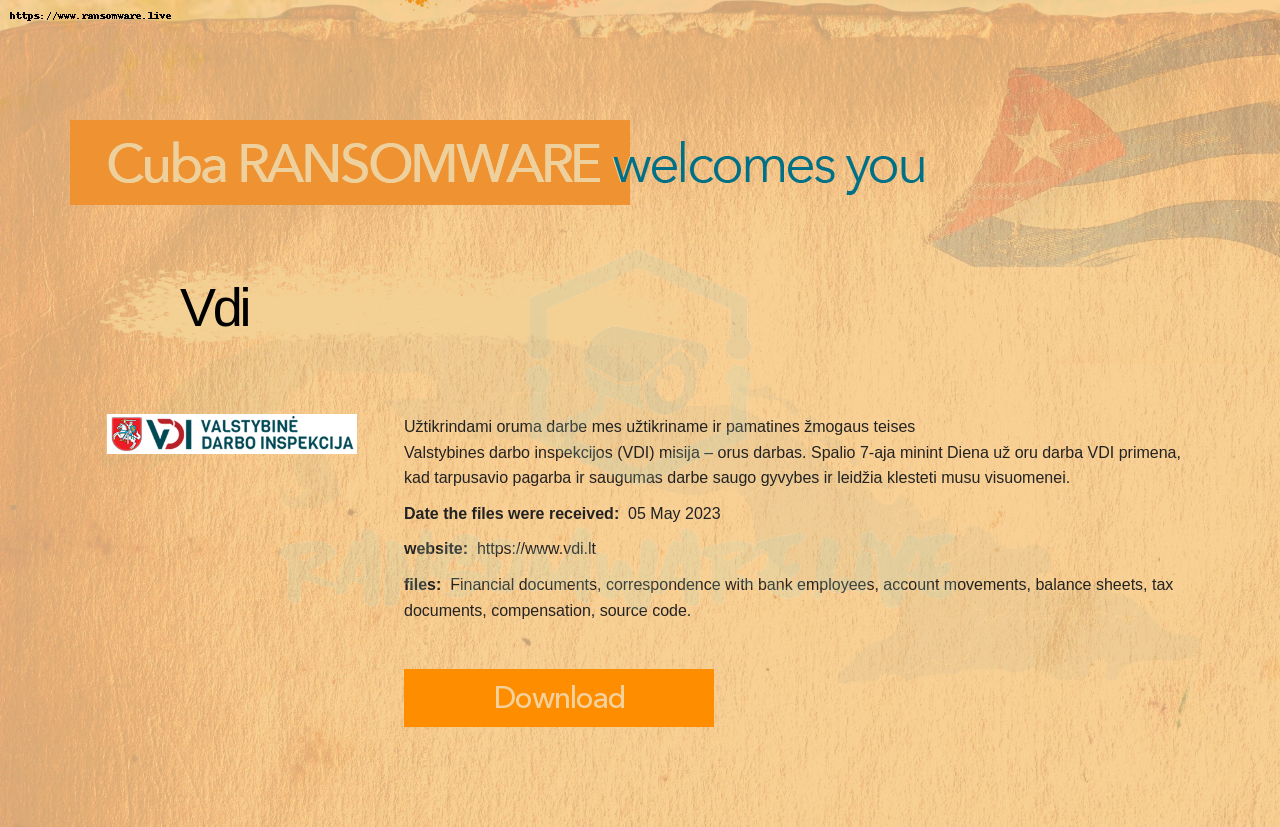 https://www.ransomware.live
Cuba RANSOMWARE welcomes you
Vdi
VDI VALSTYBINĖ
DARBO INSPEKCIJA
Užtikrindami oruma darbe mes užtikriname ir pamatines žmogaus teises
Valstybines darbo inspekcijos (VDI) misija – orus darbas. Spalio 7-aja minint Diena už oru darba VDI primena,
kad tarpusavio pagarba ir saugumas darbe saugo gyvybes ir leidžia klesteti musu visuomenei.
Date the files were received: 05 May 2023
website: https://www.vdi.lt
files: Financial documents, correspondence with bank employees, account movements, balance sheets, tax
documents, compensation, source code.
RANSOMWARE.LIVE
Download